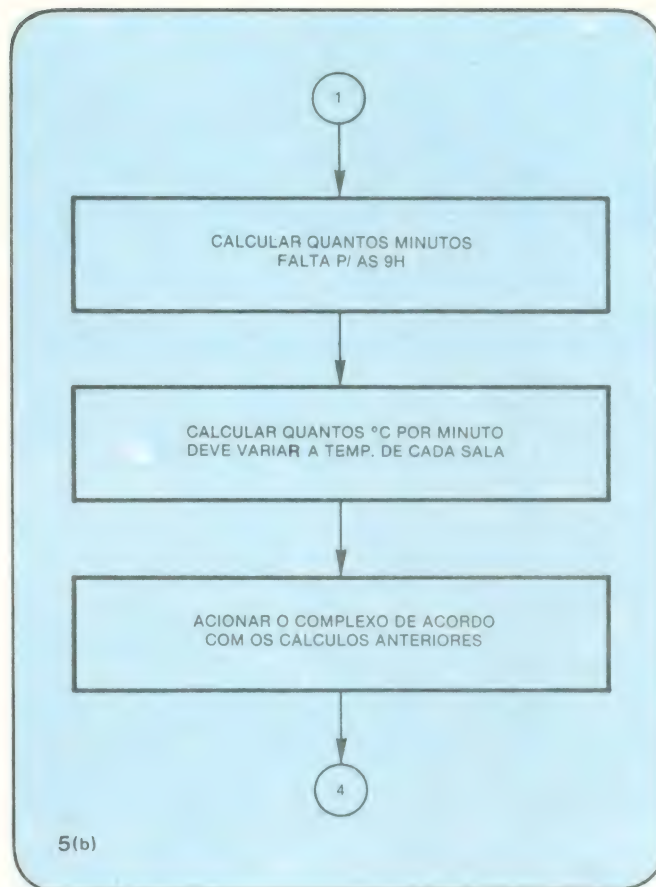 1
CALCULAR QUANTOS MINUTOS
FALTA P/ AS 9H
CALCULAR QUANTOS °C POR MINUTO
DEVE VARIAR A TEMP. DE CADA SALA
ACIONAR O COMPLEXO DE ACORDO
COM OS CALCULOS ANTERIORES
4
5(b)